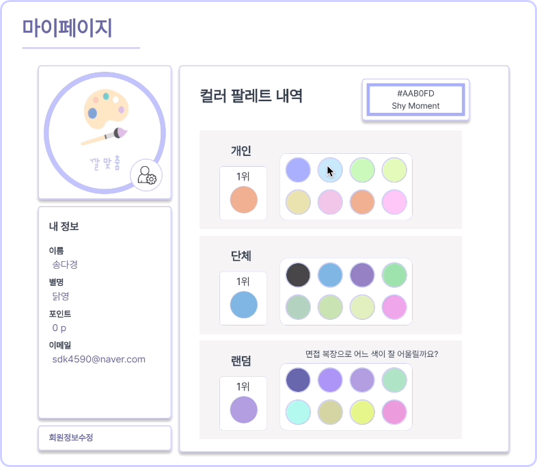 마이페이지
깔맞춤
내 정보
이름
송다경
별명
닭영
포인트
0 p
이메일
sdk4590@naver.com
회원정보수정
컬러 팔레트 내역
#AAB0FD
Shy Moment
개인
1위
단체
1위
랜덤
1위
면접 복장으로 어느 색이 잘 어울릴까요?